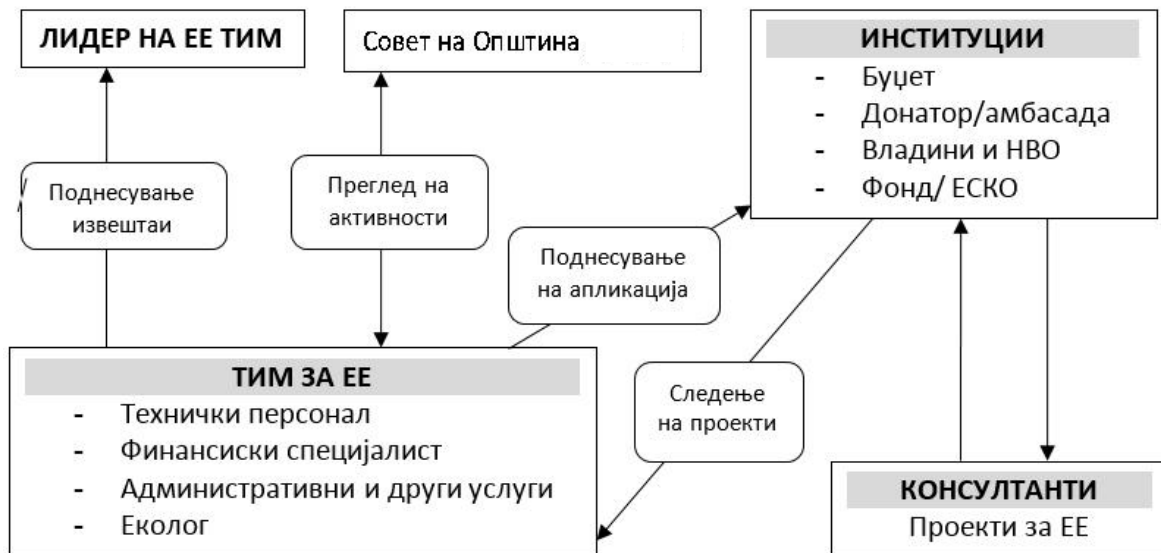 ЛИДЕР НА ЕЕ ТИМ
Совет на Општина
ИНСТИТУЦИИ
- Буџет
- Донатор/амбасада
- Владини и НВО
- Фонд/ ЕСКО
Поднесување
извештаи
Преглед на
активности
Поднесување
на апликација
ТИМ ЗА ЕЕ
- Технички персонал
- Финансиски специјалист
- Административни и други услуги
- Еколог
Следење
на проекти
КОНСУЛТАНТИ
Проекти за ЕЕ